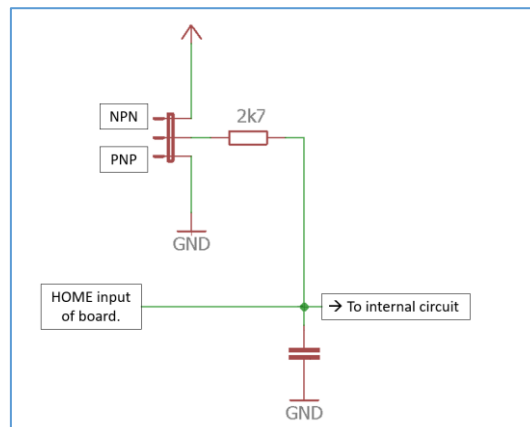 NPN
2k7
PNP
GND
HOME input
of board.
→ To internal circuit
GND